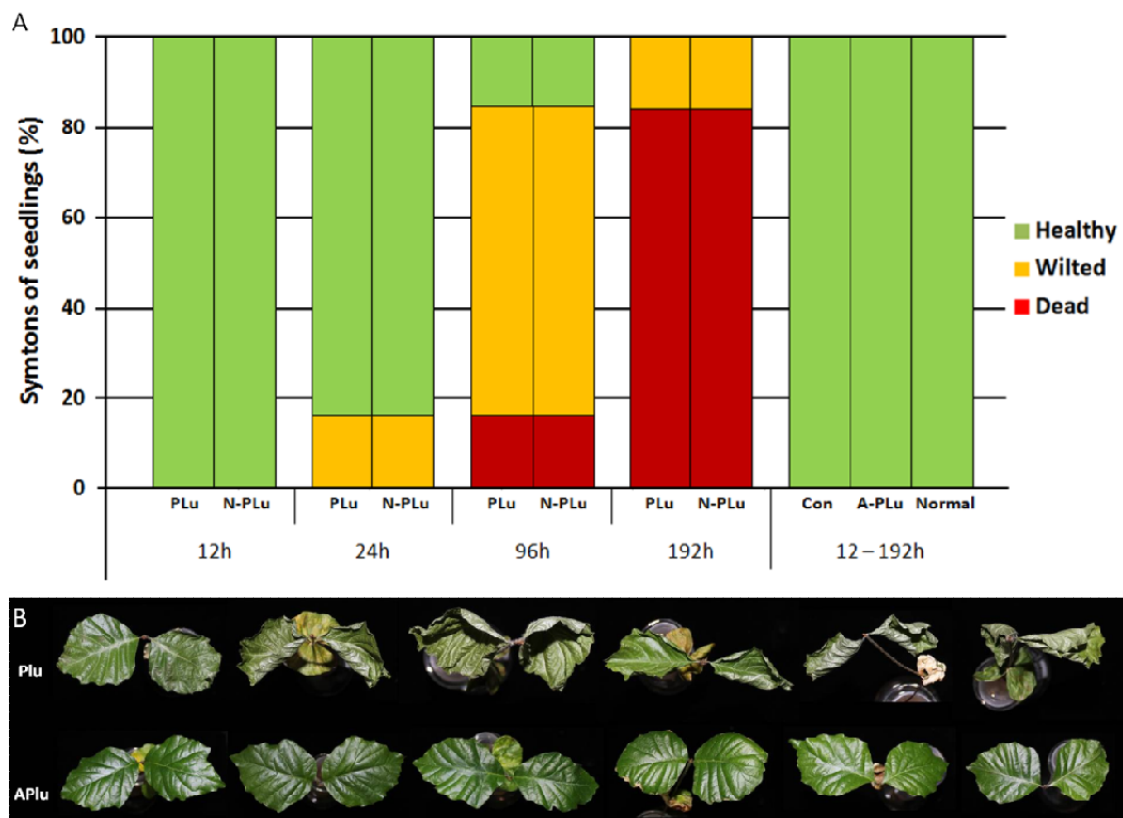 A
Symtons of seedlings (%)
100
80
60
40
20
0
Healthy
Wilted
Dead
PLu N-PLu PLu N-PLu PLu N-PLu PLu N-PLu Con A-PLu Normal
12h 24h 96h 192h 12 – 192h
B
Plu
APlu